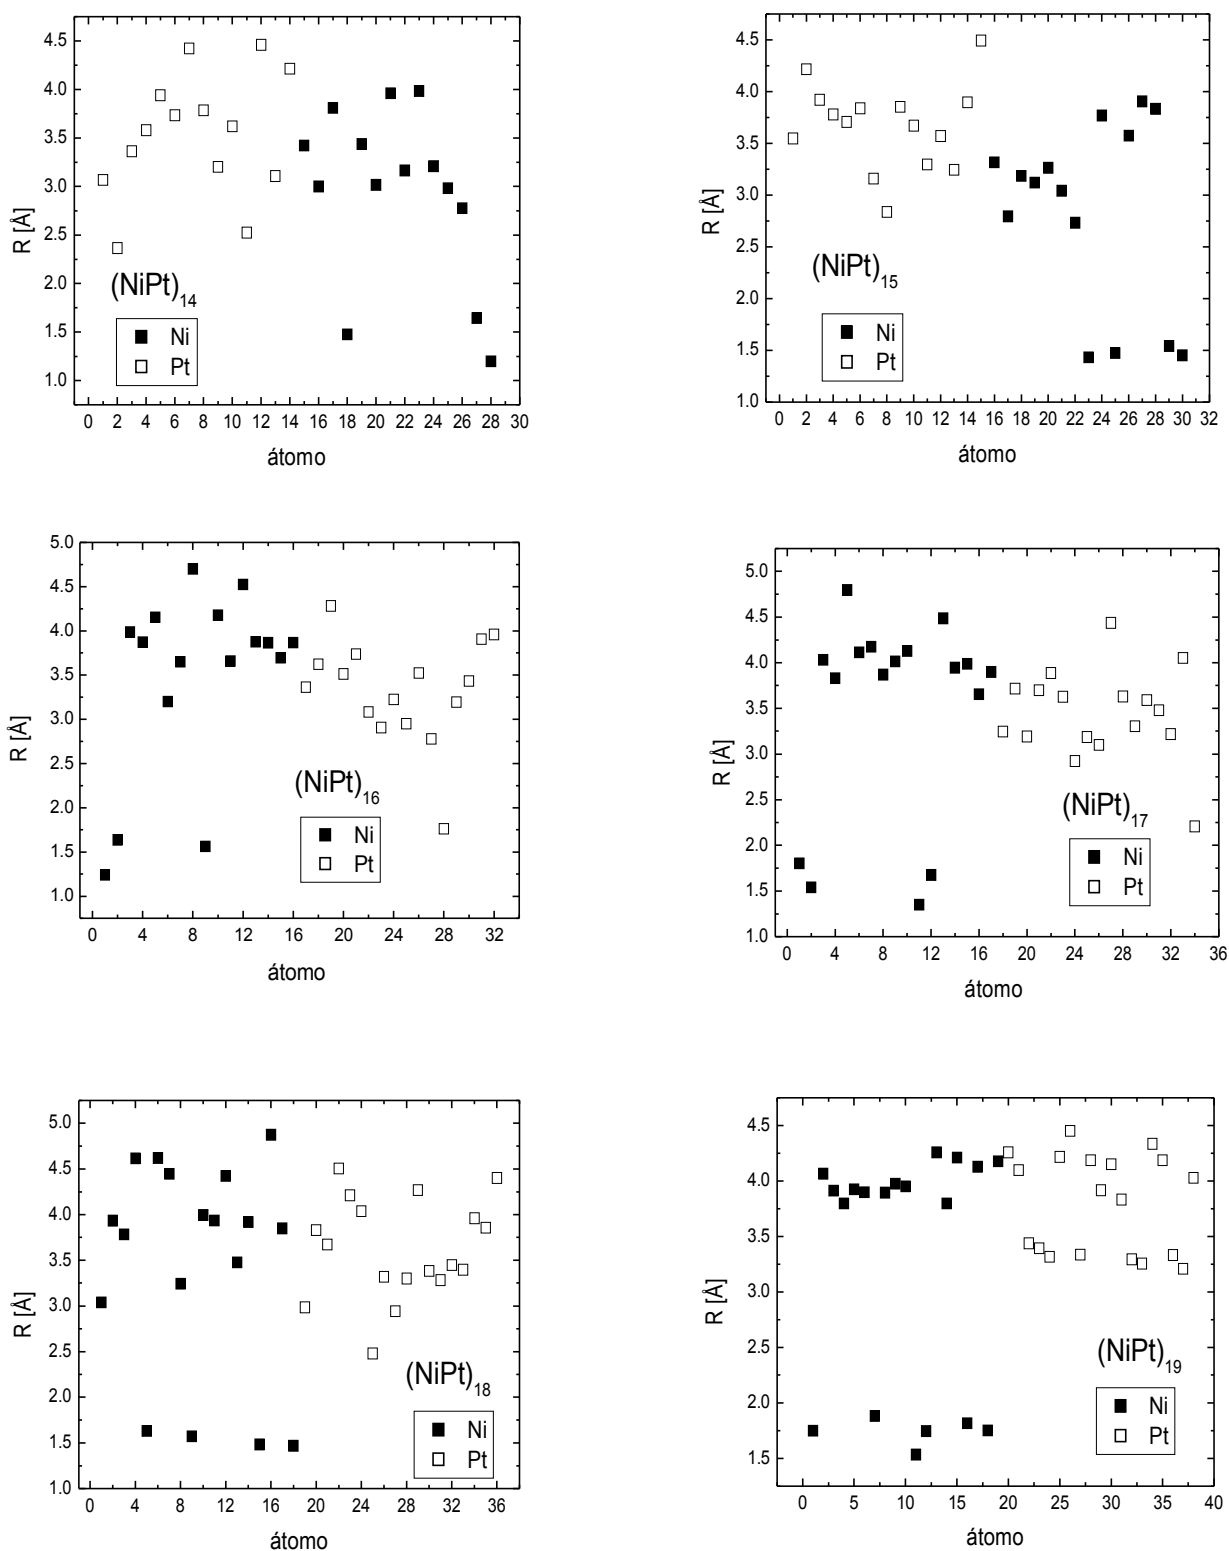 4.5
4.0
3.5
3.0
2.5
2.0
1.5
1.0
R [Å]
(NiPt)14
Ni
Pt
0 2 4 6 8 10 12 14 16 18 20 22 24 26 28 30
átomo
4.5
4.0
3.5
3.0
2.5
2.0
1.5
1.0
R [Å]
(NiPt)15
Ni
Pt
0 2 4 6 8 10 12 14 16 18 20 22 24 26 28 30 32
átomo
5.0
4.5
4.0
3.5
3.0
2.5
2.0
1.5
1.0
R [Å]
(NiPt)16
Ni
Pt
0 4 8 12 16 20 24 28 32
átomo
5.0
4.5
4.0
3.5
3.0
2.5
2.0
1.5
1.0
R [Å]
(NiPt)17
Ni
Pt
0 4 8 12 16 20 24 28 32 36
átomo
5.0
4.5
4.0
3.5
3.0
2.5
2.0
1.5
1.0
R [Å]
(NiPt)18
Ni
Pt
0 4 8 12 16 20 24 28 32 36
átomo
4.5
4.0
3.5
3.0
2.5
2.0
1.5
R [Å]
(NiPt)19
Ni
Pt
0 5 10 15 20 25 30 35 40
átomo